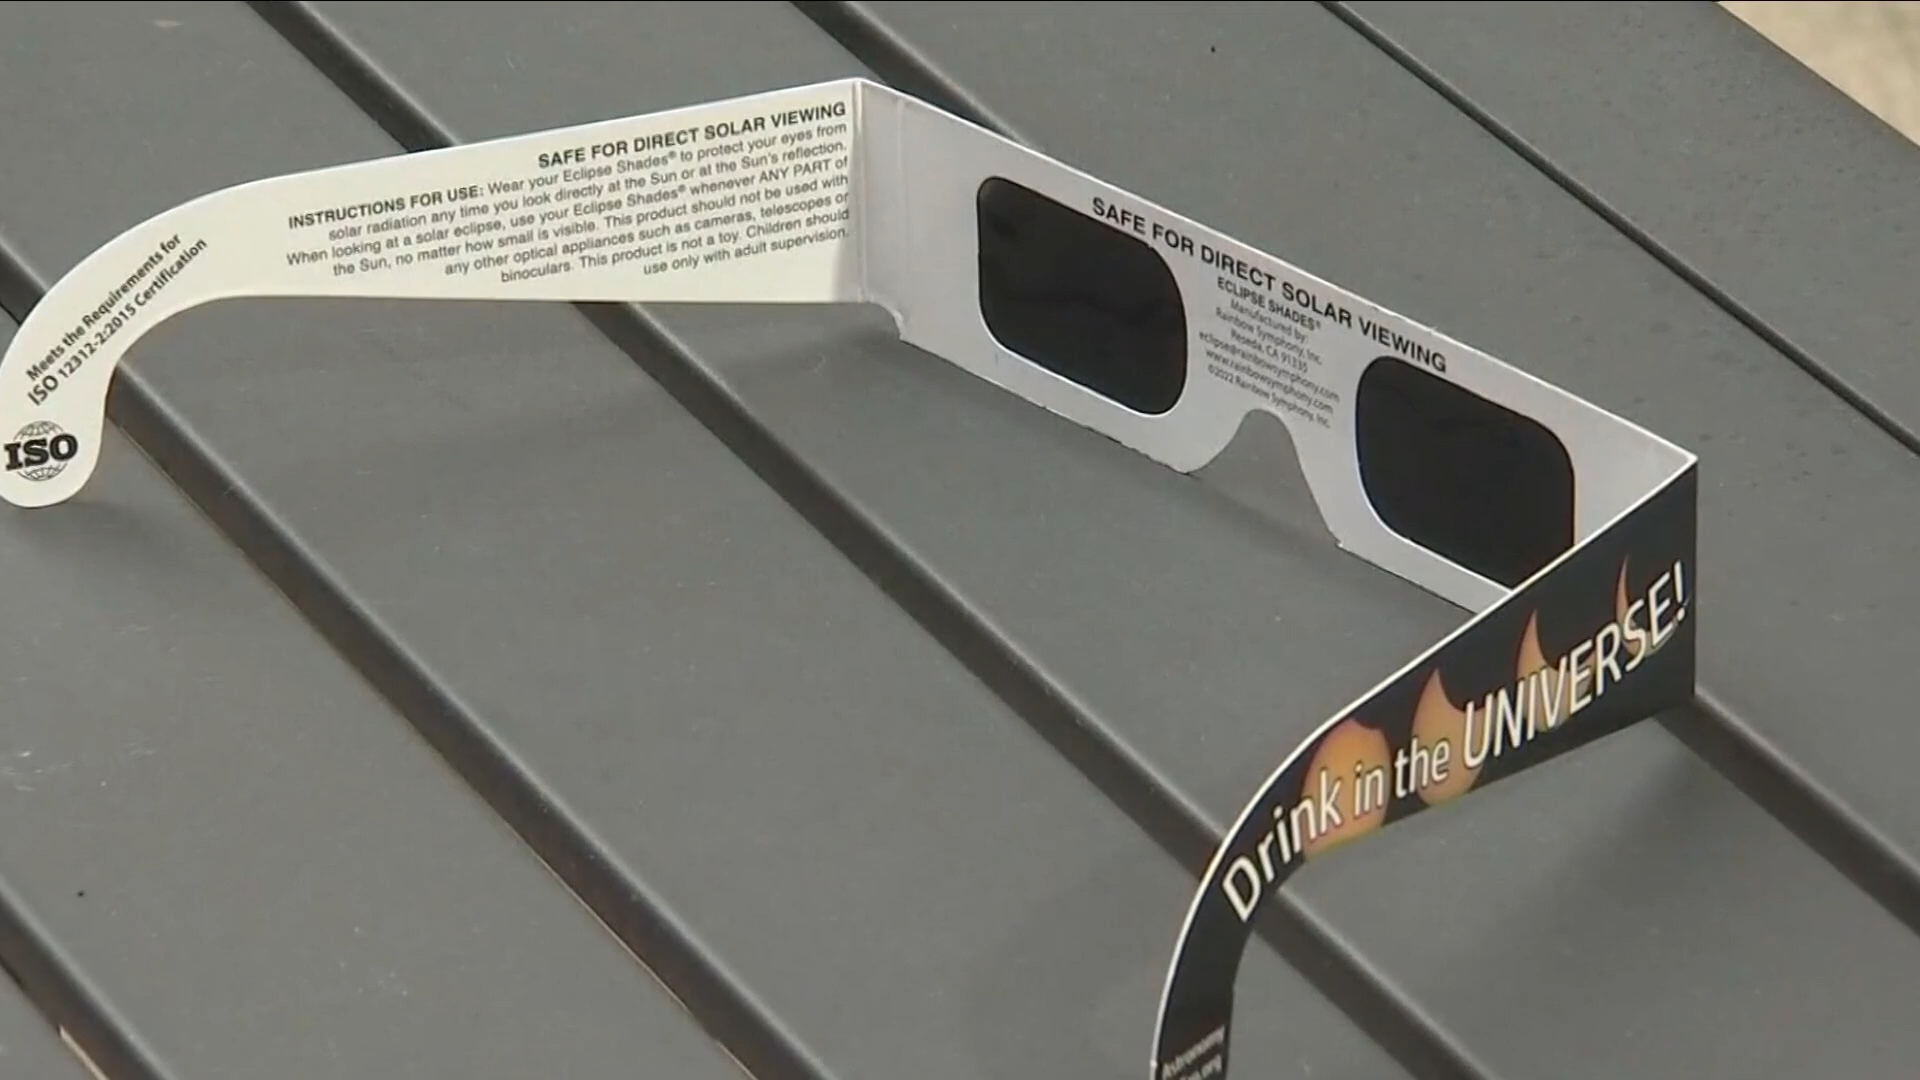 SAFE FOR DIRECT SOLAR VIEWING
INSTRUCTIONS FOR USE: Wear your Eclipse Shades® to protect your eyes from
solar radiation any time you look directly at the Sun or at the Sun's reflection.
When looking at a solar eclipse, use your Eclipse Shades® whenever ANY PART of
the Sun, no matter how small is visible. This product should not be used with
any other optical appliances such as cameras, telescopes or
binoculars. This product is not a toy. Children should
use only with adult supervision.
Meets the Requirements for
ISO 12312-2:2015 Certification
ISO
SAFE FOR DIRECT SOLAR VIEWING
ECLIPSE SHADES®
Manufactured by:
Rainbow Symphony, Inc.
Reseda, CA 91335
eclipse@rainbowsymphony.com
www.rainbowsymphony.com
©2022 Rainbow Symphony, Inc.
Drink in the UNIVERSE!
Astronomy